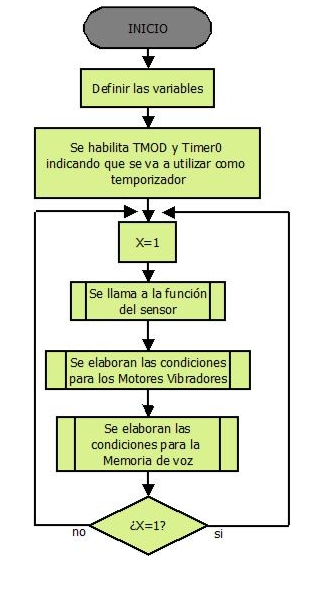 INICIO
Definir las variables
Se habilita TMOD y Timer0
indicando que se va a utilizar como
temporizador
X=1
Se llama a la función
del sensor
Se elaboran las condiciones
para los Motores Vibradores
Se elaboran las
condiciones para la
Memoria de voz
¿X=1?
no
si